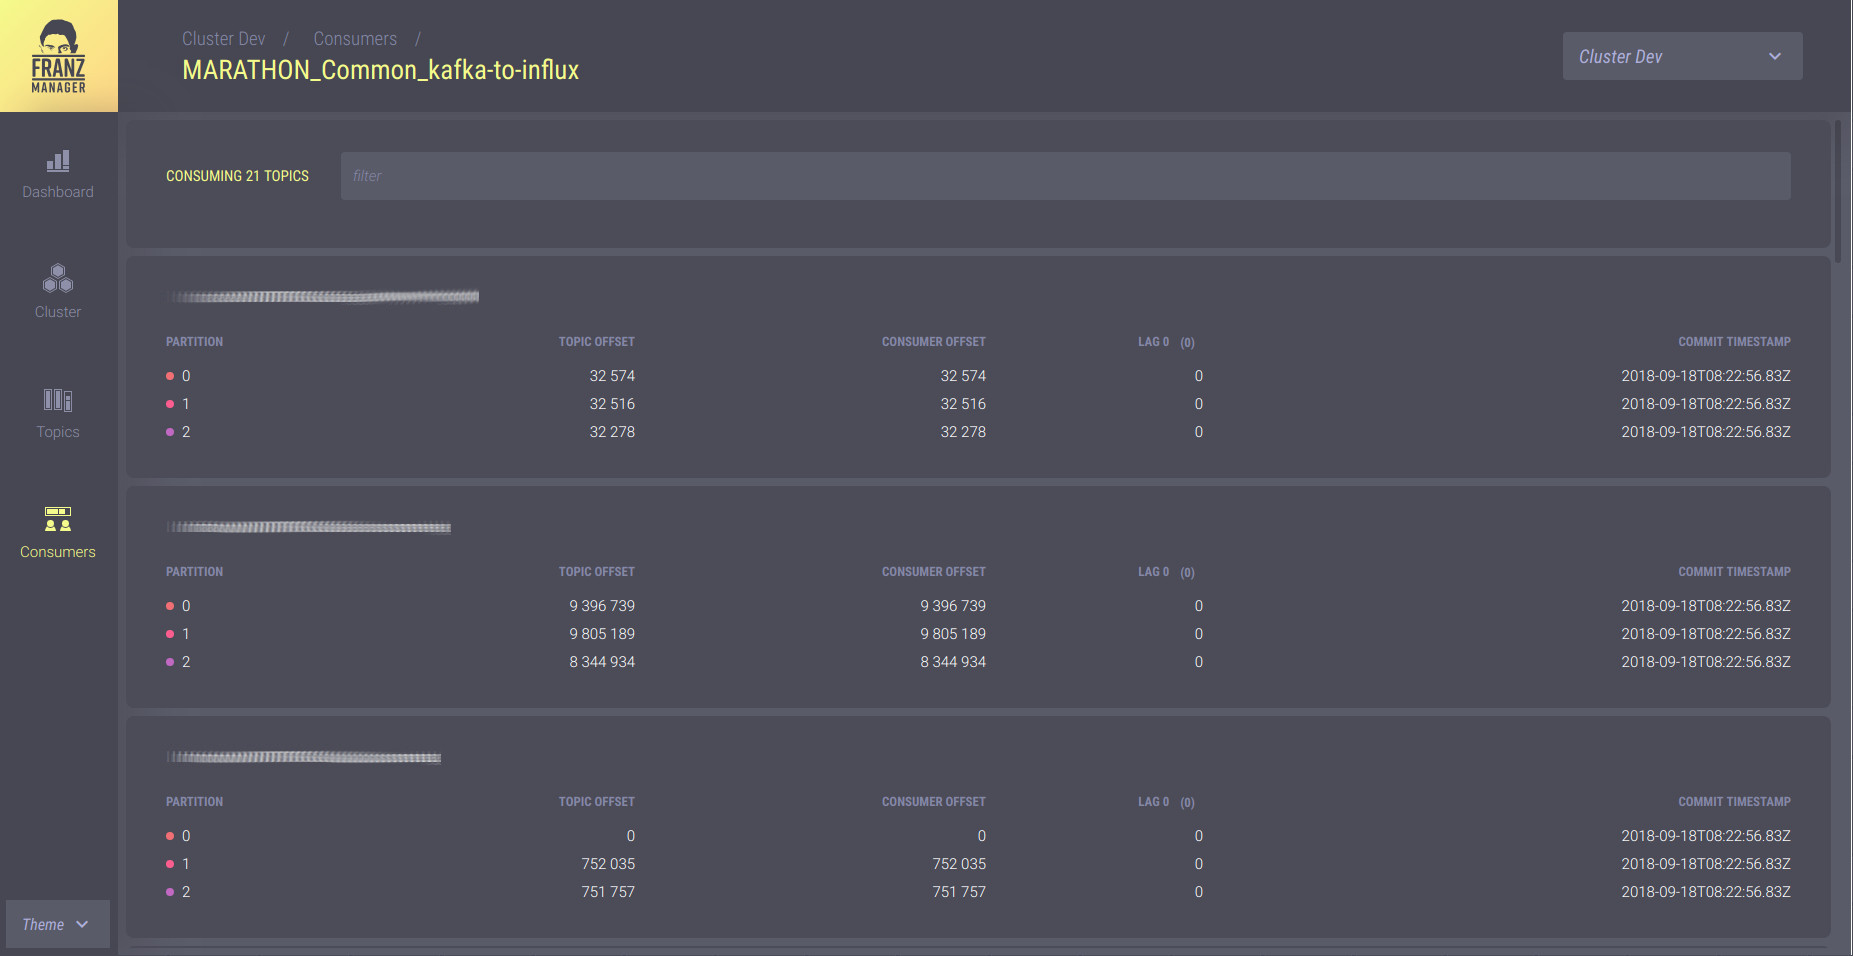 FRANZ
MANAGER
Cluster Dev / Consumers /
MARATHON_Common_kafka-to-influx
Cluster Dev
Dashboard
Cluster
Topics
Consumers
Theme
CONSUMING 21 TOPICS filter
PARTITION TOPIC OFFSET CONSUMER OFFSET LAG 0 (0) COMMIT TIMESTAMP
0 32 574 32 574 0 2018-09-18T08:22:56.83Z
1 32 516 32 516 0 2018-09-18T08:22:56.83Z
2 32 278 32 278 0 2018-09-18T08:22:56.83Z
PARTITION TOPIC OFFSET CONSUMER OFFSET LAG 0 (0) COMMIT TIMESTAMP
0 9 396 739 9 396 739 0 2018-09-18T08:22:56.83Z
1 9 805 189 9 805 189 0 2018-09-18T08:22:56.83Z
2 8 344 934 8 344 934 0 2018-09-18T08:22:56.83Z
PARTITION TOPIC OFFSET CONSUMER OFFSET LAG 0 (0) COMMIT TIMESTAMP
0 0 0 0 2018-09-18T08:22:56.83Z
1 752 035 752 035 0 2018-09-18T08:22:56.83Z
2 751 757 751 757 0 2018-09-18T08:22:56.83Z